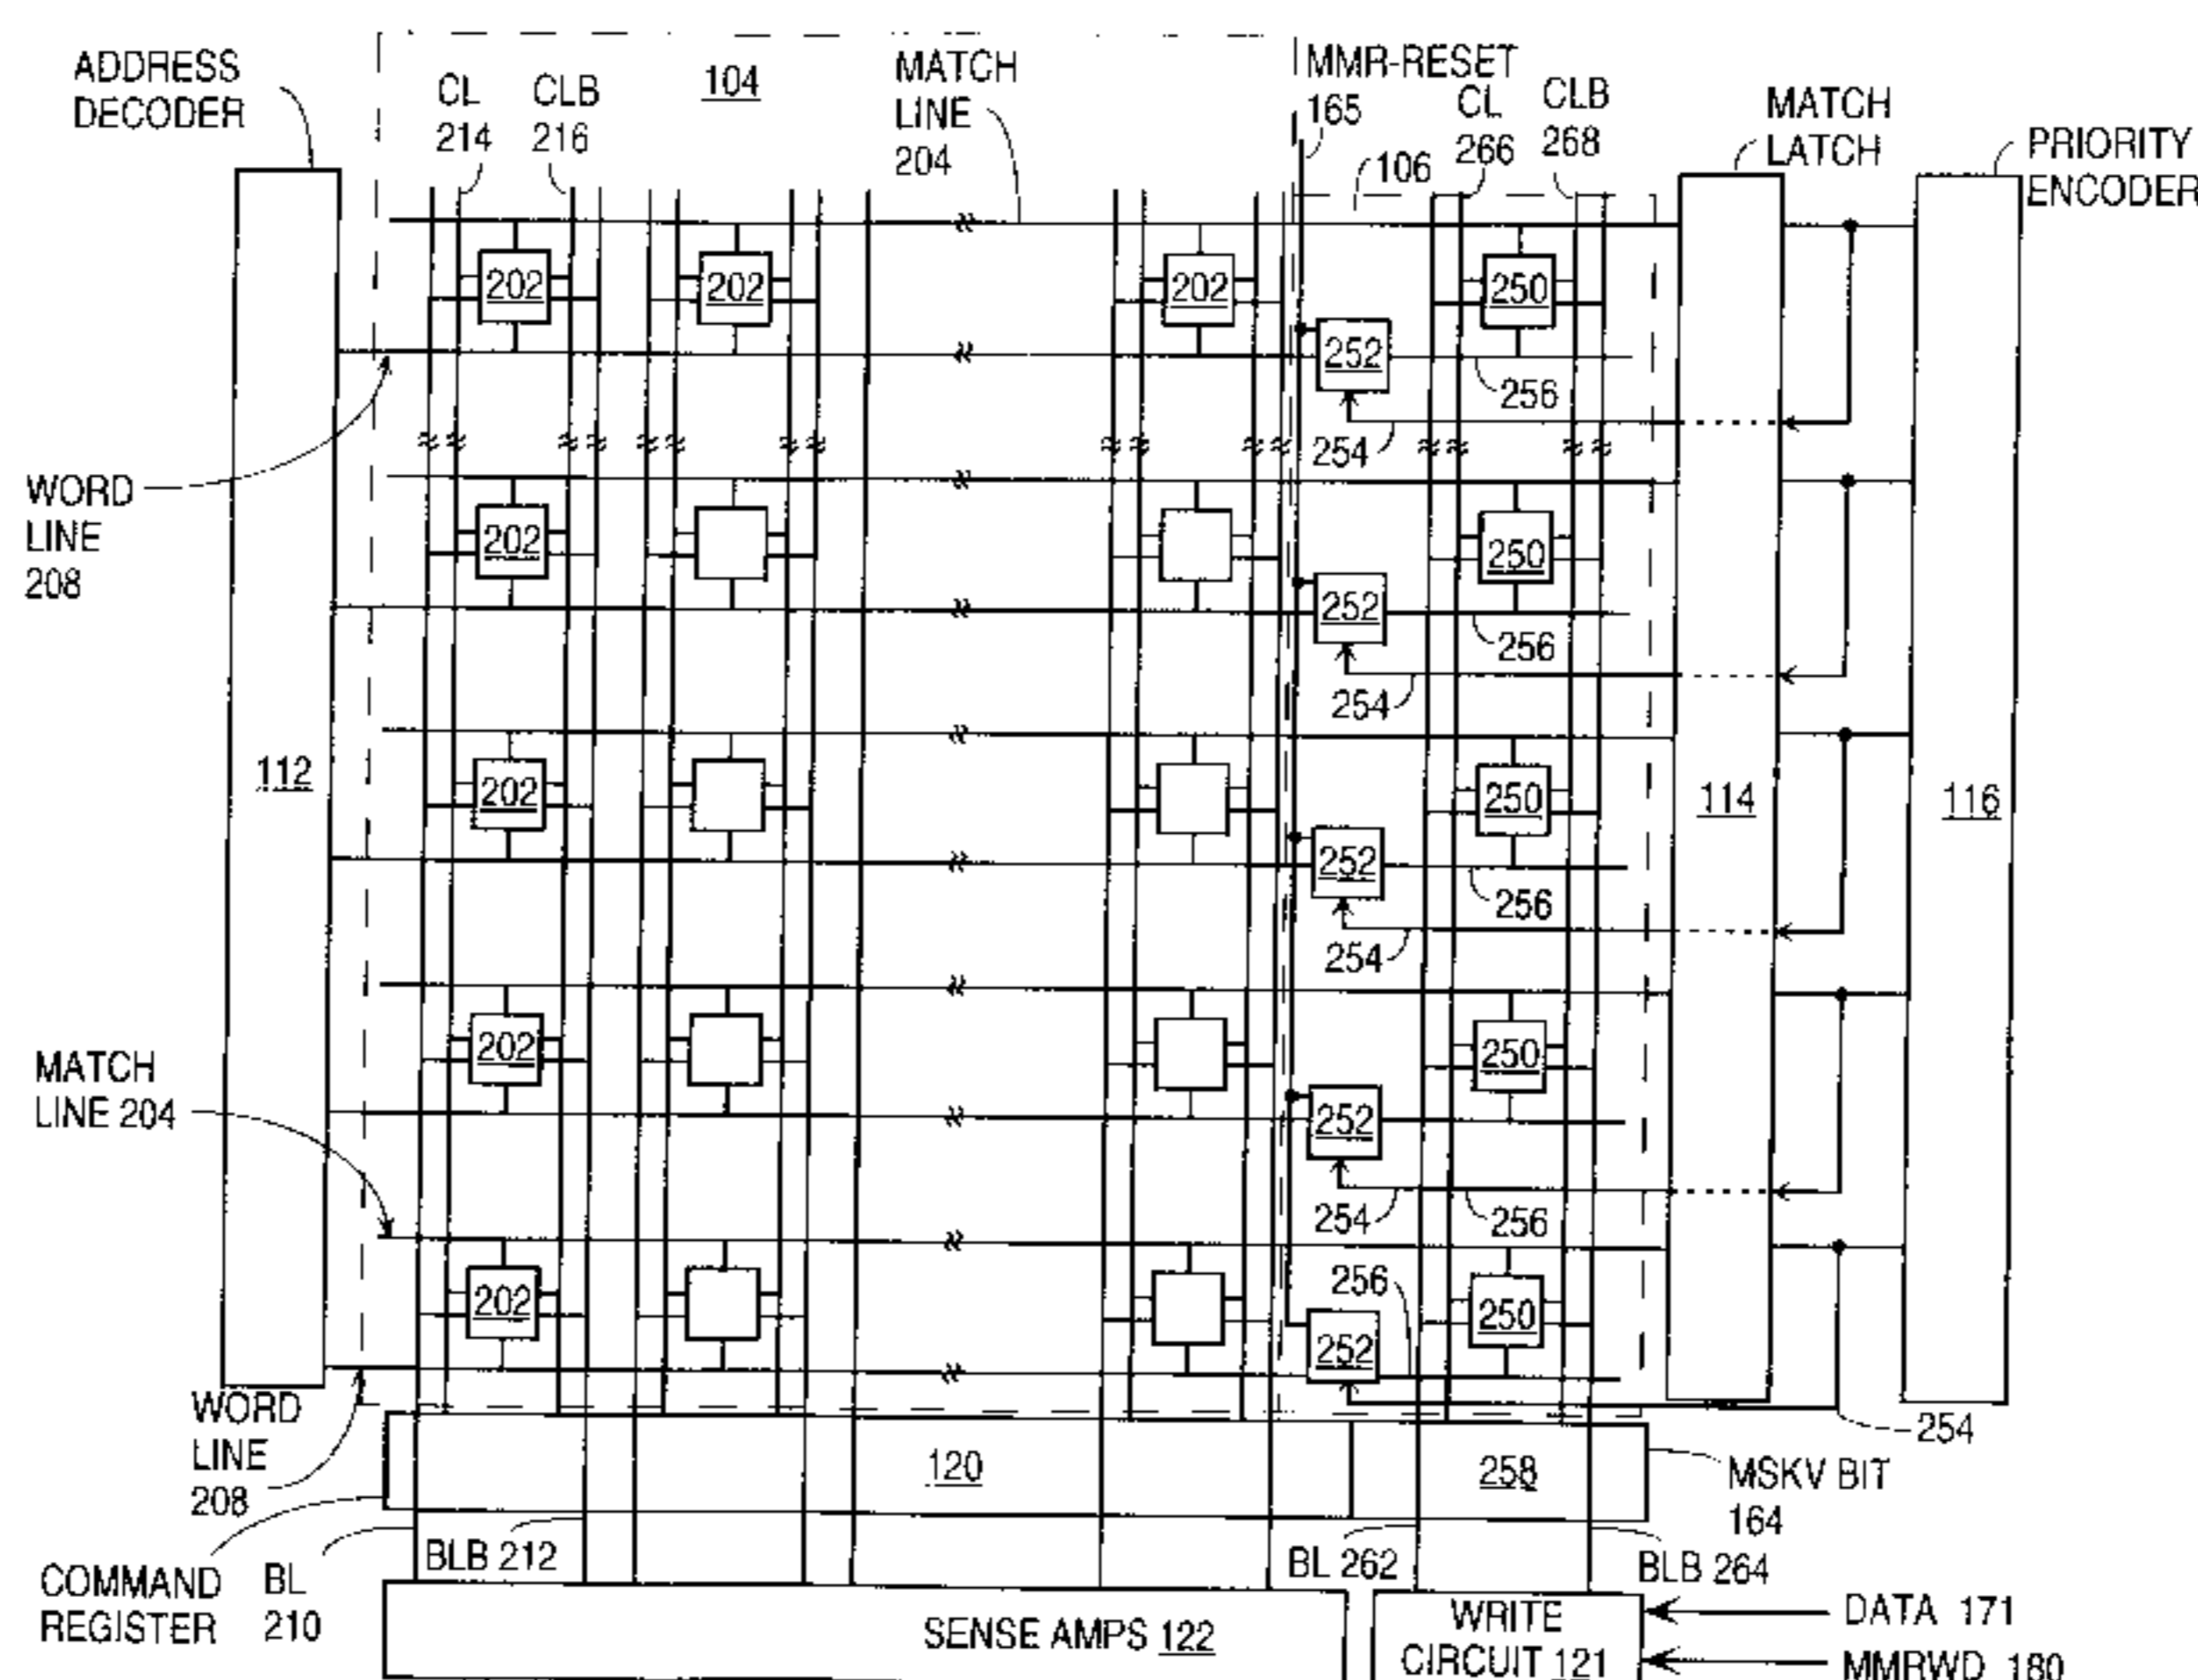 ADDRESS
DECODER
CL
214
CLB
216
104
MATCH
LINE
204
MMR-RESET
165
CL
266
CLB
268
MATCH
LATCH
PRIORITY
ENCODER
106
202
202
202
250
252
256
254
WORD
LINE
208
202
250
252
256
254
112
202
250
114
116
252
256
254
202
250
252
MATCH
LINE 204
254
256
202
256
250
252
WORD
LINE
208
254
120
258
MSKV BIT
164
COMMAND
REGISTER
BL
210
BLB 212
BL 262
BLB 264
SENSE AMPS 122
WRITE
CIRCUIT 121
DATA 171
MMRWD 180